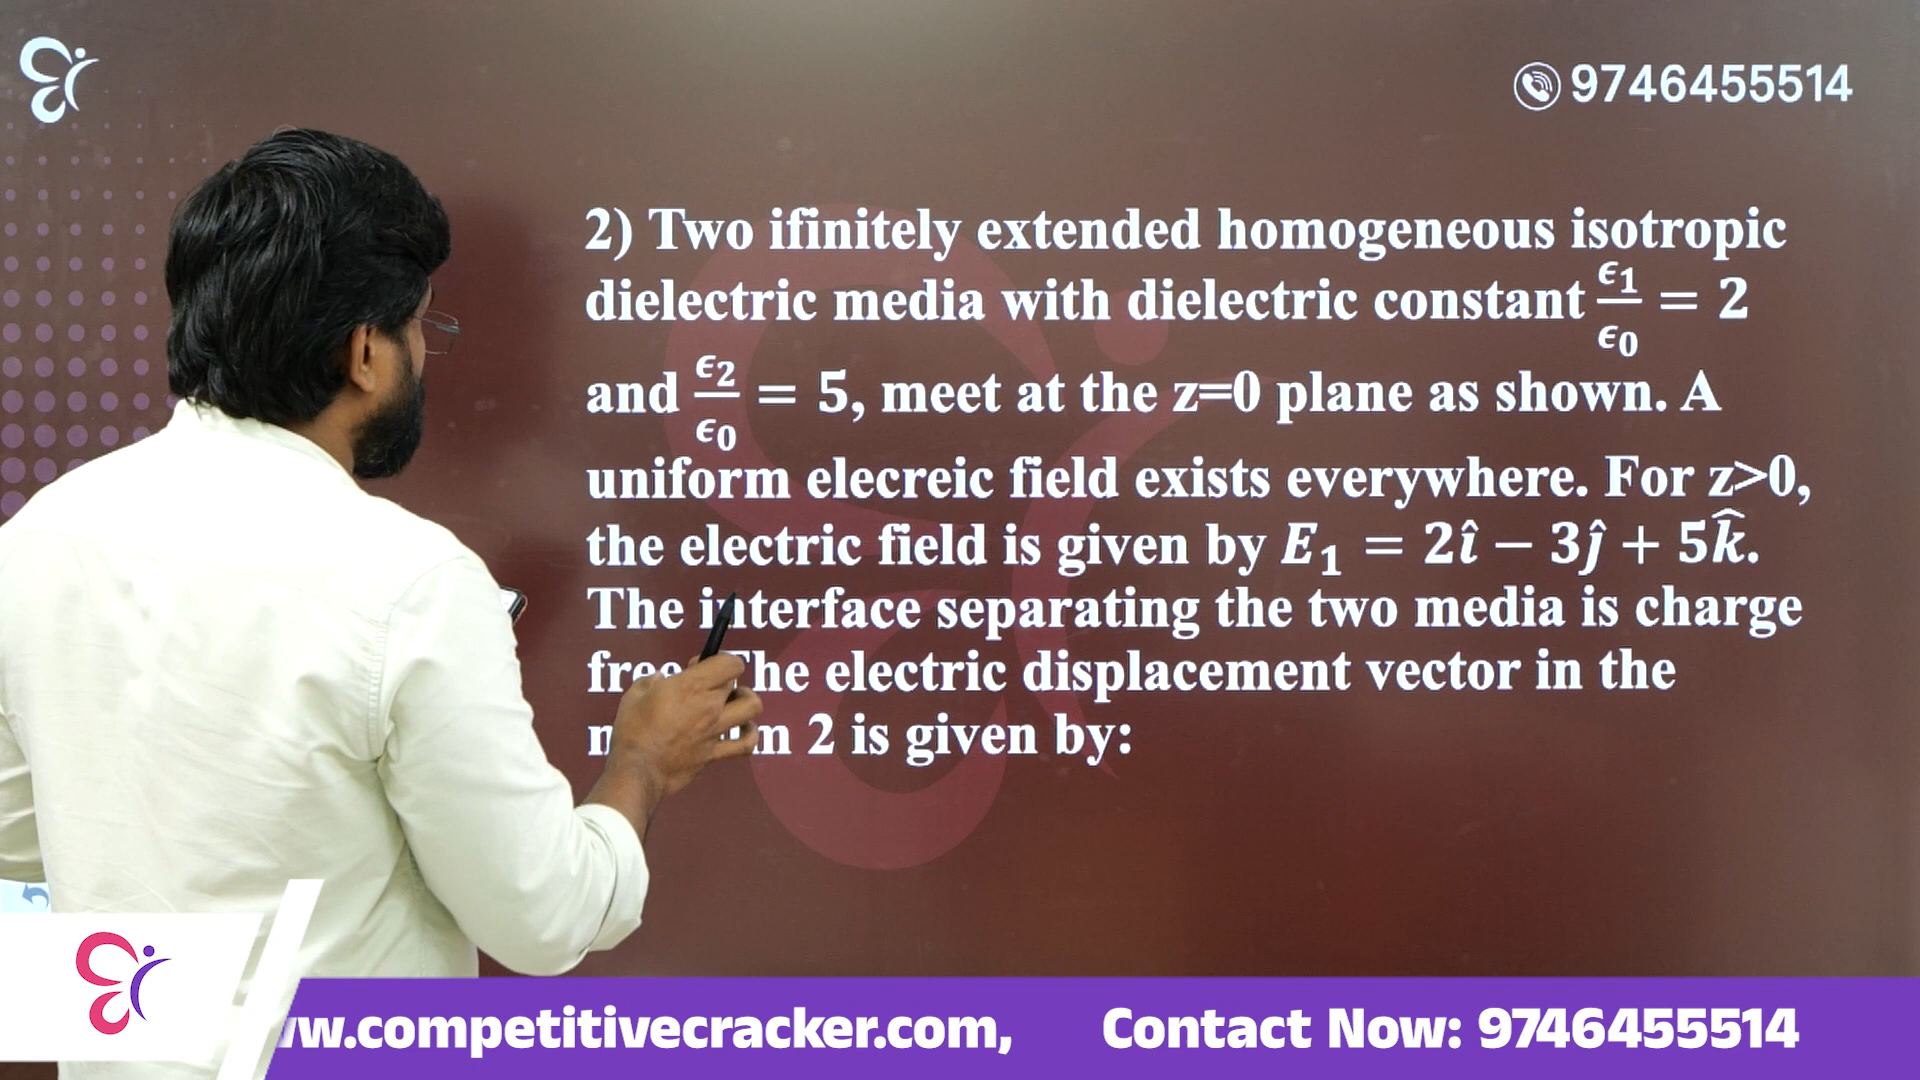 9746455514
2) Two ifinitely extended homogeneous isotropic
dielectric media with dielectric constant ϵ1/ϵ0 = 2
and ϵ2/ϵ0 = 5, meet at the z=0 plane as shown. A
uniform elecreic field exists everywhere. For z>0,
the electric field is given by E1 = 2î − 3ĵ + 5k̂.
The interface separating the two media is charge
The electric displacement vector in the
2 is given by:
ww.competitivecracker.com,
Contact Now: 9746455514